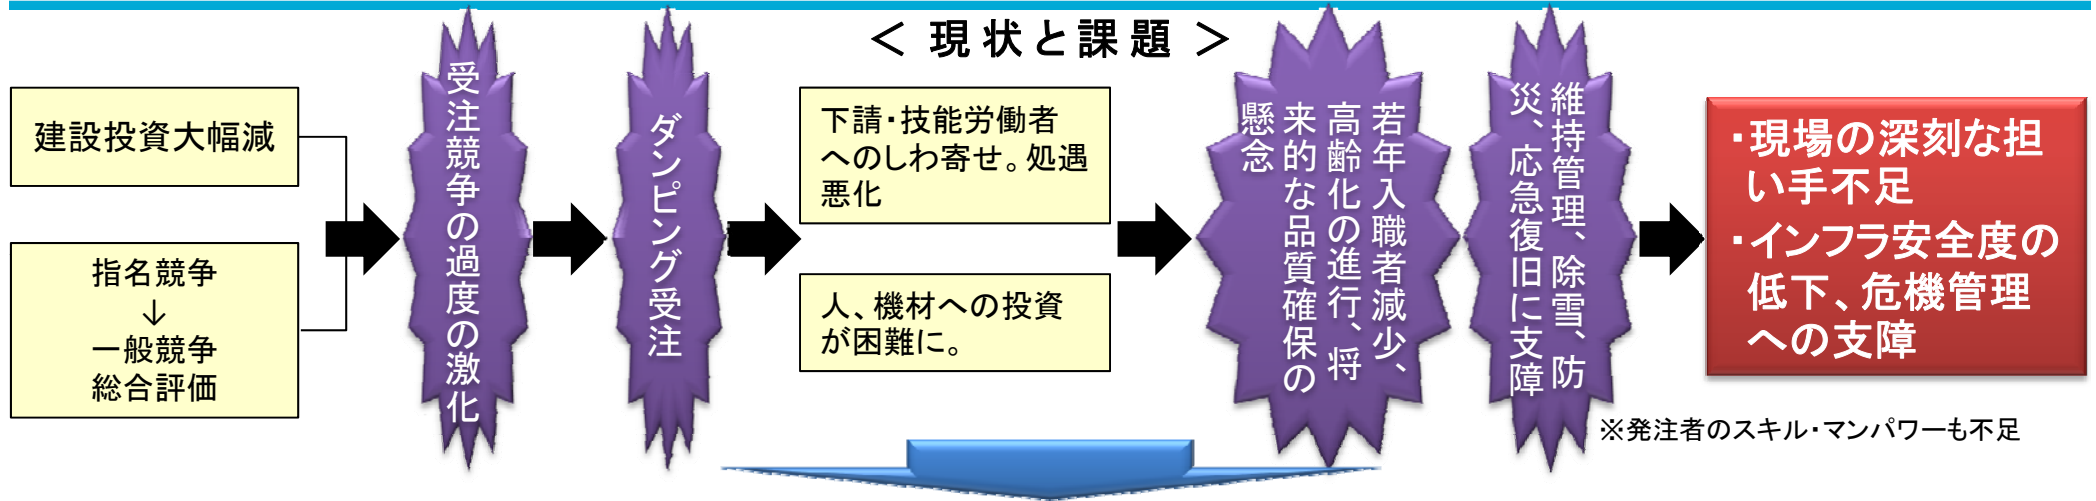 ＜ 現状と課題 ＞
建設投資大幅減
指名競争
↓
一般競争
総合評価
受注競争の過度の激化
ダンピング受注
下請・技能労働者
へのしわ寄せ。処遇
悪化
人、機材への投資
が困難に。
若年入職者減少、
高齢化の進行、将
来的な品質確保の
懸念
維持管理、除雪、防
災、応急復旧に支障
・現場の深刻な担
い手不足
・インフラ安全度の
低下、危機管理
への支障
※発注者のスキル・マンパワーも不足